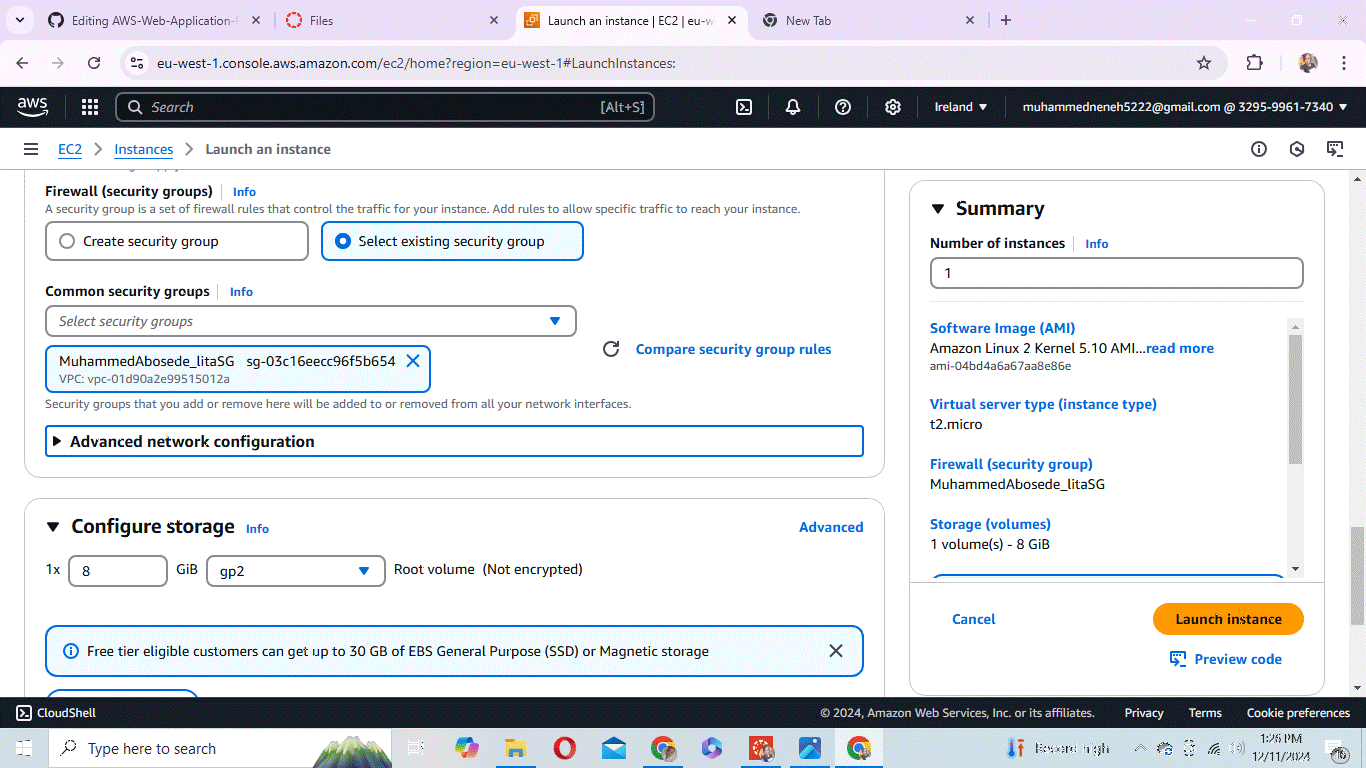 Editing AWS-Web-Application-
Files
Launch an instance | EC2 | eu-w
New Tab
eu-west-1.console.aws.amazon.com/ec2/home?region=eu-west-1#LaunchInstances:
aws
Search
[Alt+S]
Ireland
muhammedneneh5222@gmail.com @ 3295-9961-7340
EC2
Instances
Launch an instance
Firewall (security groups)
Info
A security group is a set of firewall rules that control the traffic for your instance. Add rules to allow specific traffic to reach your instance.
Create security group
Select existing security group
Common security groups
Info
Select security groups
MuhammedAbosede_litaSG sg-03c16eecc96f5b654
VPC: vpc-01d90a2e99515012a
Compare security group rules
Security groups that you add or remove here will be added to or removed from all your network interfaces.
Advanced network configuration
Configure storage
Info
Advanced
1x
8
GiB
gp2
Root volume (Not encrypted)
Free tier eligible customers can get up to 30 GB of EBS General Purpose (SSD) or Magnetic storage
Summary
Number of instances
Info
1
Software Image (AMI)
Amazon Linux 2 Kernel 5.10 AMI...read more
ami-04bd4a6a67aa8e86e
Virtual server type (instance type)
t2.micro
Firewall (security group)
MuhammedAbosede_litaSG
Storage (volumes)
1 volume(s) - 8 GiB
Cancel
Launch instance
Preview code
CloudShell
© 2024, Amazon Web Services, Inc. or its affiliates.
Privacy
Terms
Cookie preferences
Type here to search
Record high
1:26 PM
12/11/2024